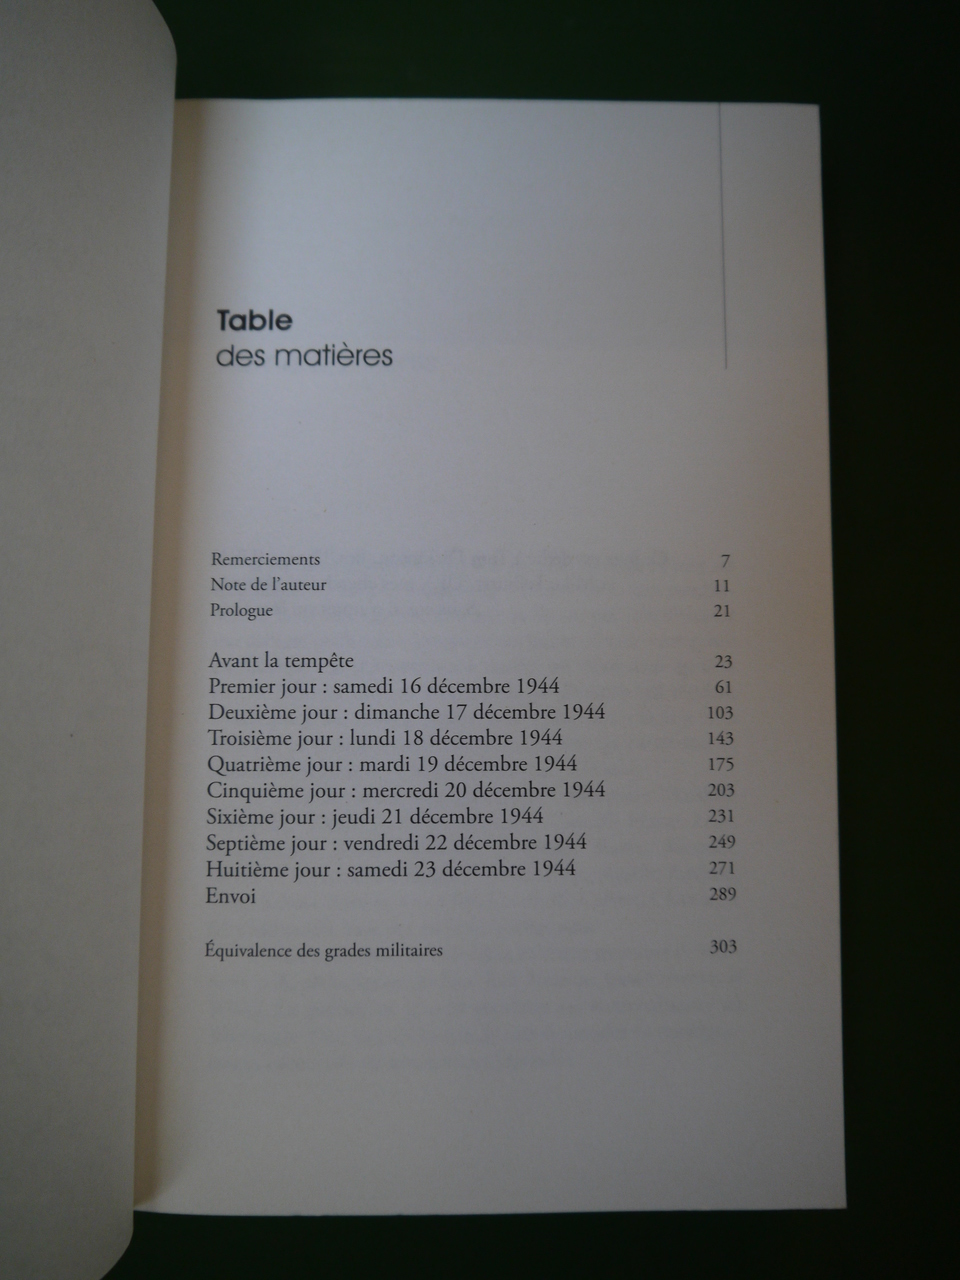 Table
des matières
Remerciements 7
Note de l'auteur 11
Prologue 21
Avant la tempête 23
Premier jour : samedi 16 décembre 1944 61
Deuxième jour : dimanche 17 décembre 1944 103
Troisième jour : lundi 18 décembre 1944 143
Quatrième jour : mardi 19 décembre 1944 175
Cinquième jour : mercredi 20 décembre 1944 203
Sixième jour : jeudi 21 décembre 1944 231
Septième jour : vendredi 22 décembre 1944 249
Huitième jour : samedi 23 décembre 1944 271
Envoi 289
Équivalence des grades militaires 303